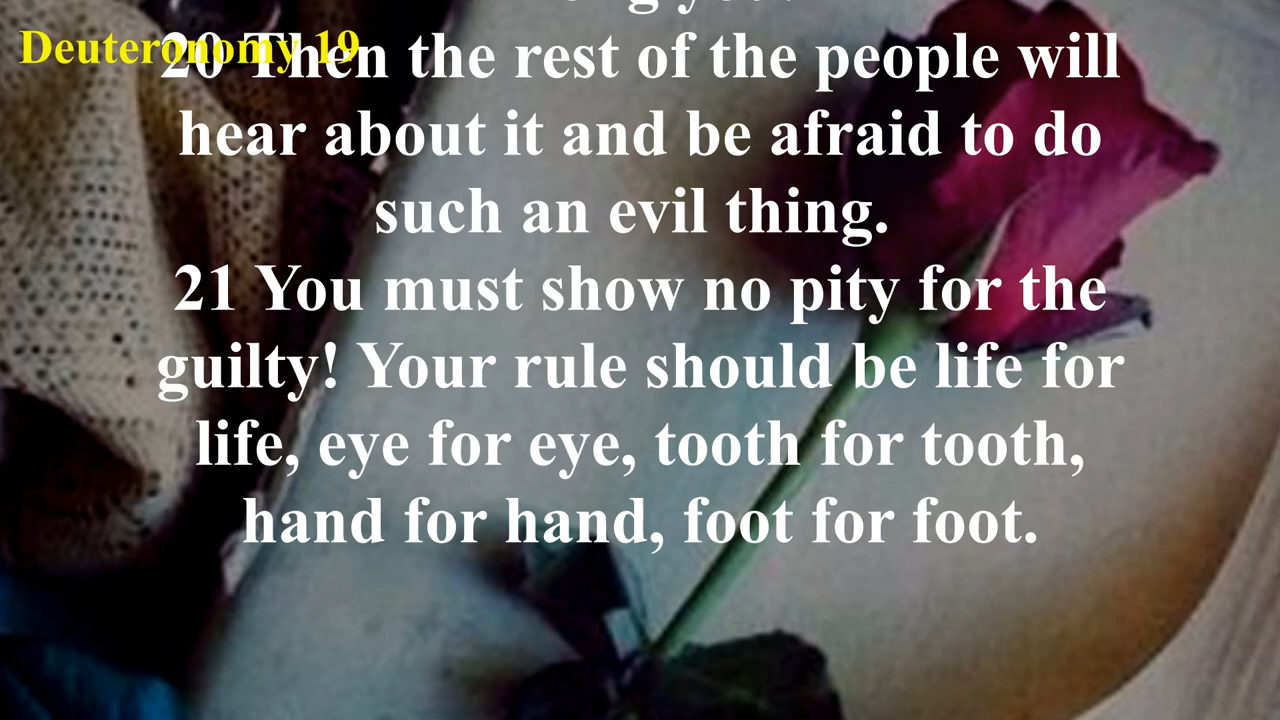 Deuteronomy 19
20 Then the rest of the people will
hear about it and be afraid to do
such an evil thing.
21 You must show no pity for the
guilty! Your rule should be life for
life, eye for eye, tooth for tooth,
hand for hand, foot for foot.